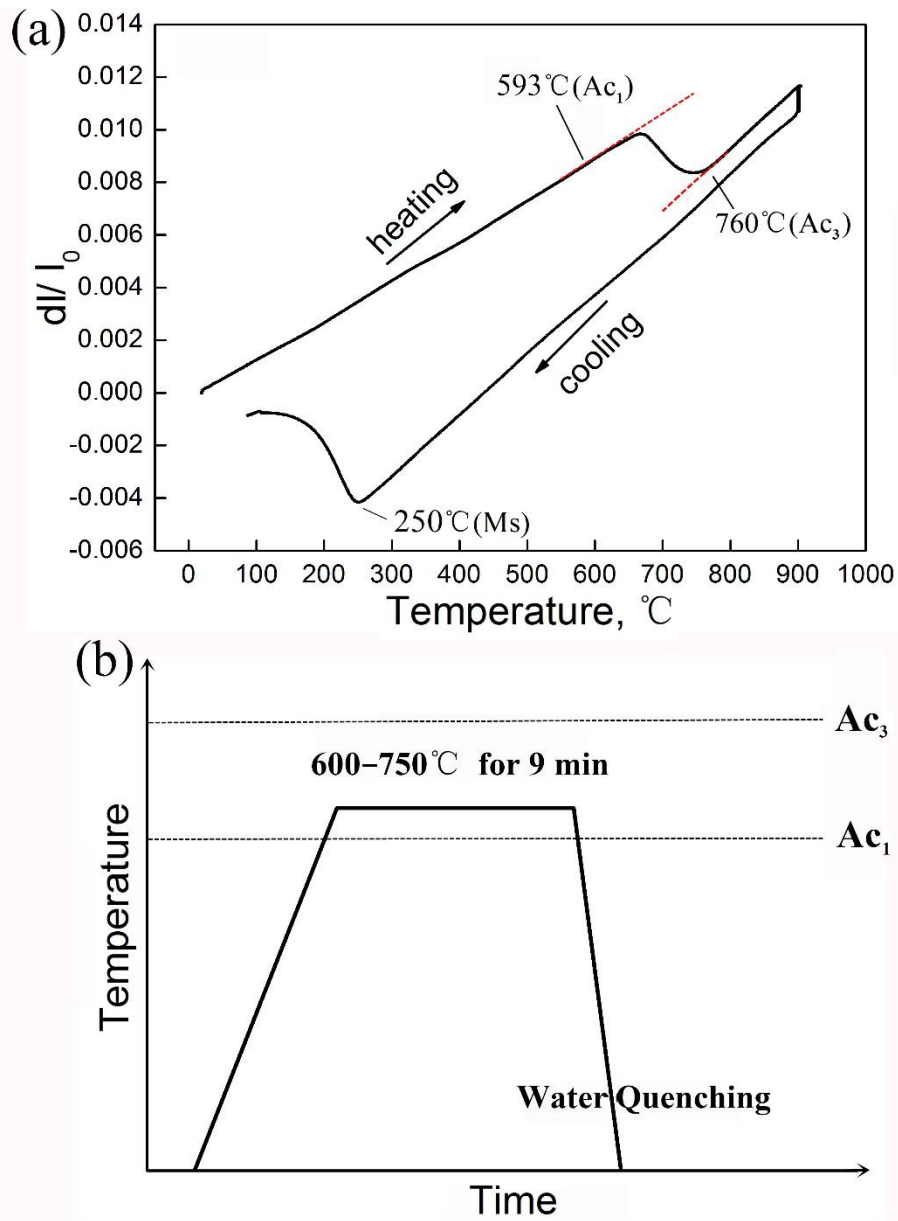 (a)
0.014
0.012
0.010
0.008
0.006
0.004
0.002
0.000
-0.002
-0.004
-0.006
dl/ l₀
593℃(Ac₁)
heating
760℃(Ac₃)
cooling
250℃(Ms)
0 100 200 300 400 500 600 700 800 900 1000
Temperature, ℃
(b)
Ac₃
600-750℃ for 9 min
Ac₁
Temperature
Water Quenching
Time